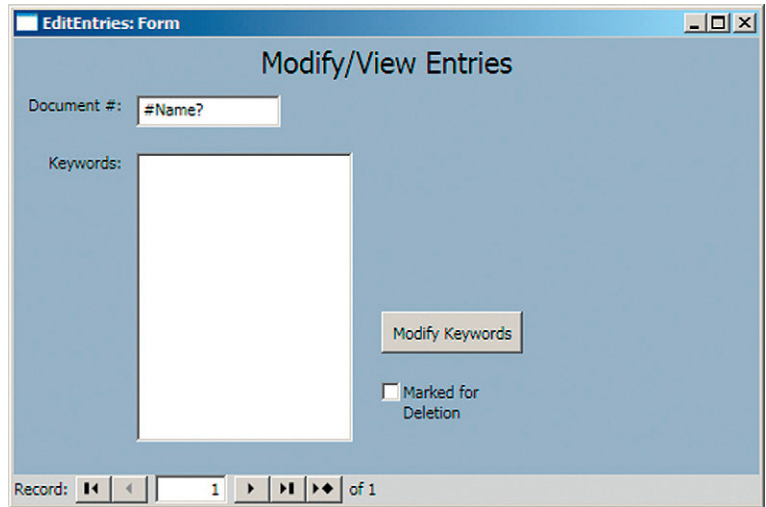 EditEntries: Form
Modify/View Entries
Document #:
#Name?
Keywords:
Modify Keywords
Marked for
Deletion
Record: 1 of 1